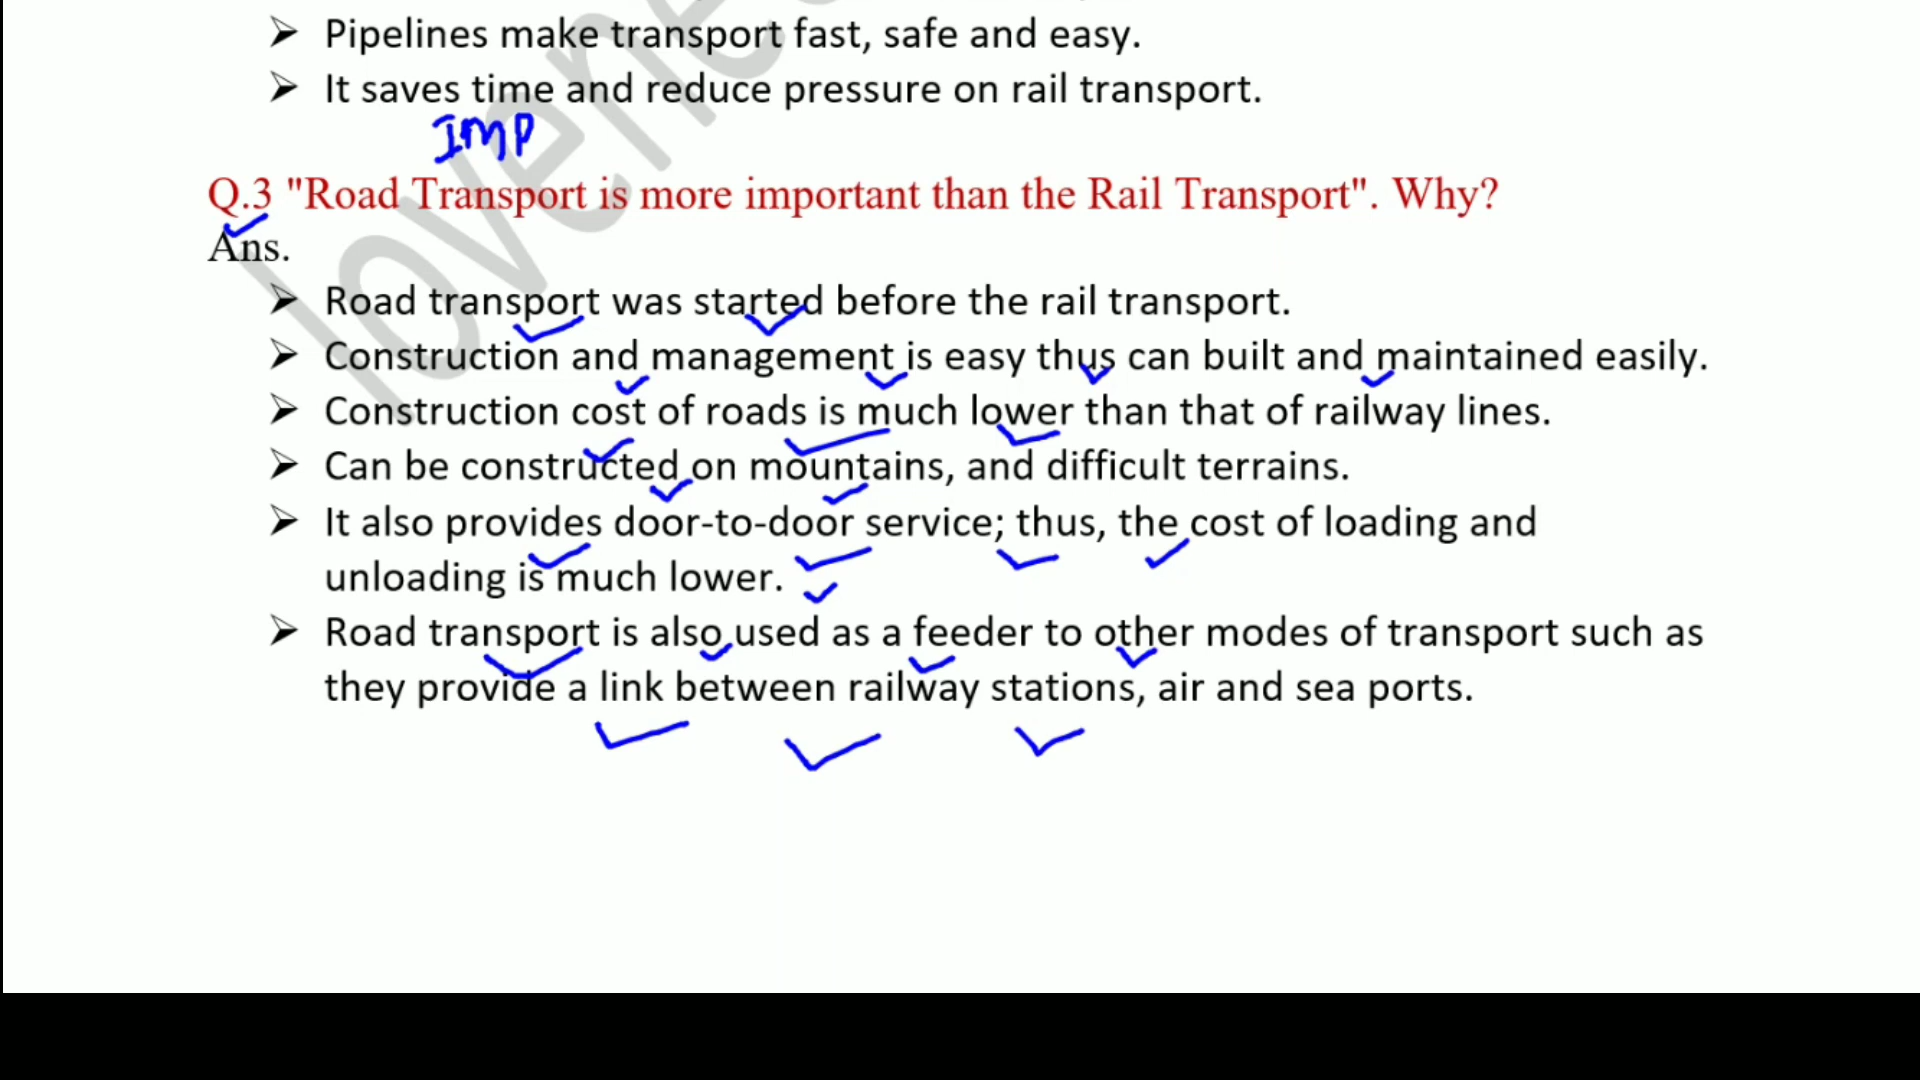 ➢ Pipelines make transport fast, safe and easy.
➢ It saves time and reduce pressure on rail transport.
IMP
Q.3 "Road Transport is more important than the Rail Transport". Why?
Ans.
➢ Road transport was started before the rail transport.
➢ Construction and management is easy thus can built and maintained easily.
➢ Construction cost of roads is much lower than that of railway lines.
➢ Can be constructed on mountains, and difficult terrains.
➢ It also provides door-to-door service; thus, the cost of loading and
unloading is much lower.
➢ Road transport is also used as a feeder to other modes of transport such as
they provide a link between railway stations, air and sea ports.